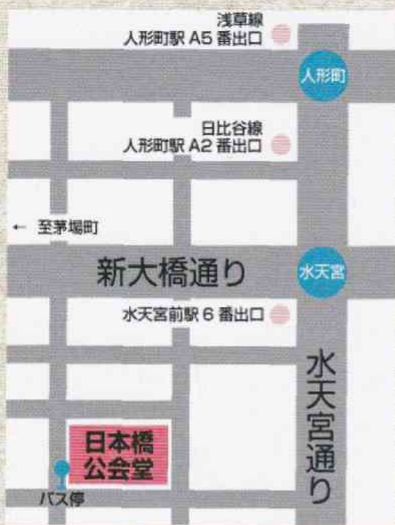 浅草線
人形町駅 A5 番出口
人形町
日比谷線
人形町駅 A2 番出口
← 至茅場町
新大橋通り
水天宮
水天宮前駅 6 番出口
水天宮通り
日本橋
公会堂
バス停